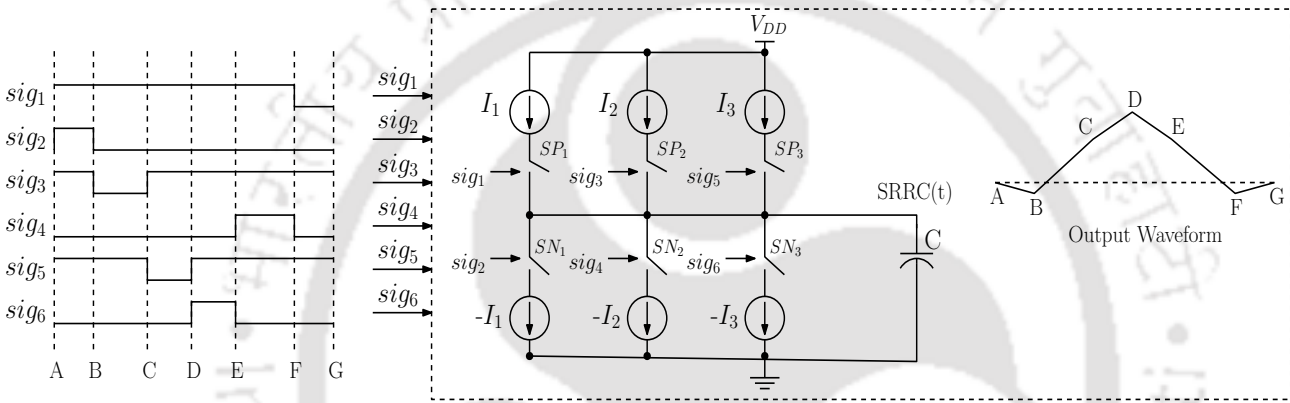 sig1
sig2
sig3
sig4
sig5
sig6
A B C D E F G
sig1
sig2
sig3
sig4
sig5
sig6
VDD
I1 I2 I3
SP1 SP2 SP3
sig1 sig3 sig5
SN1 SN2 SN3
sig2 sig4 sig6
-I1 -I2 -I3
SRRC(t)
C
A B C D E F G
Output Waveform